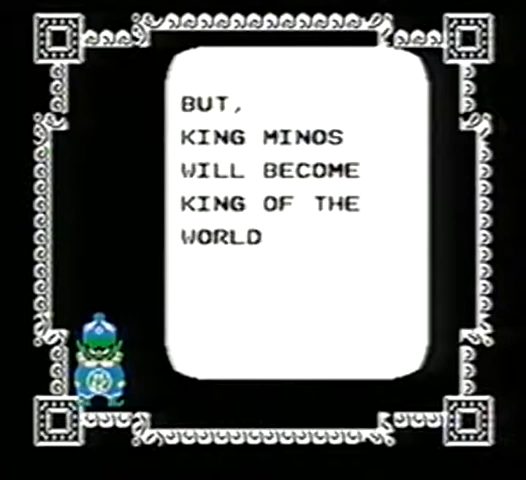 BUT,
KING MINOS
WILL BECOME
KING OF THE
WORLD